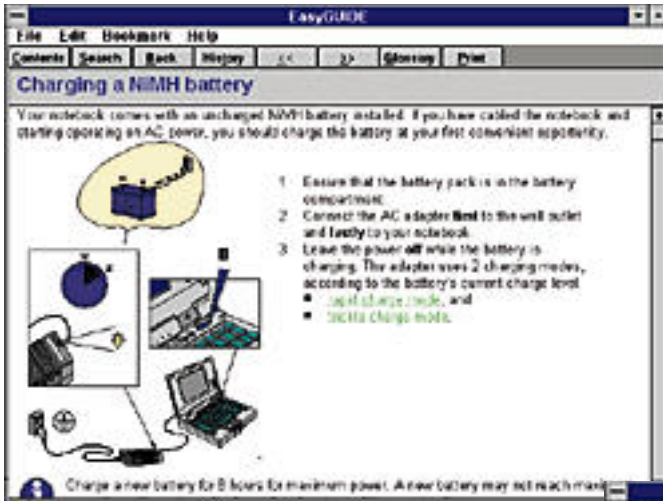 EasyGUIDE
File Edit Bookmark Help
Contents Search Back History << >> Glossary Print
Charging a NiMH battery
Your notebook comes with an uncharged NiMH battery installed. If you have cabled the notebook and
starting operating on AC power, you should charge the battery at your first convenient opportunity.
1 Ensure that the battery pack is in the battery
compartment.
2 Connect the AC adapter first to the wall outlet
and lastly to your notebook.
3 Leave the power off while the battery is
charging. The adapter uses 2 charging modes,
according to the battery's current charge level
rapid charge mode, and
trickle charge mode.
Charge a new battery for 8 hours for maximum power. A new battery may not reach